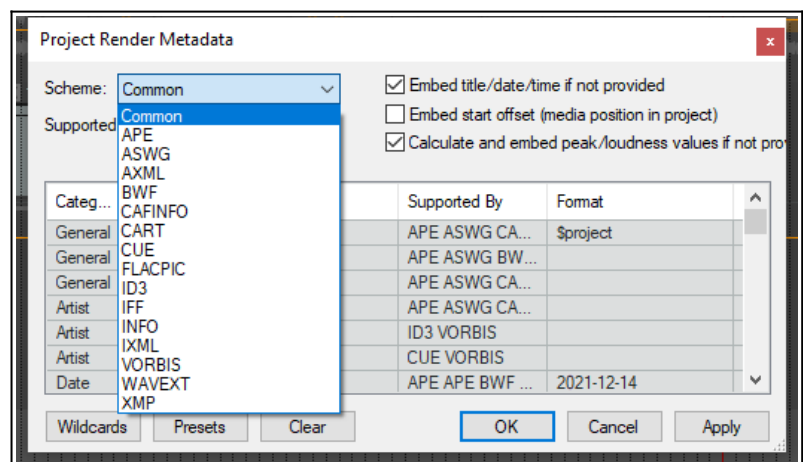 Project Render Metadata
x
Scheme: Common
Embed title/date/time if not provided
Embed start offset (media position in project)
Calculate and embed peak/loudness values if not pro
Supported
Common
APE
ASWG
AXML
BWF
CAFINFO
CART
CUE
FLACPIC
ID3
IFF
INFO
IXML
VORBIS
WAVEXT
XMP
Categ... Supported By Format
General APE ASWG CA... $project
General APE ASWG BW...
General APE ASWG CA...
Artist APE ASWG CA...
Artist ID3 VORBIS
Artist CUE VORBIS
Date APE APE BWF ... 2021-12-14
Wildcards Presets Clear OK Cancel Apply